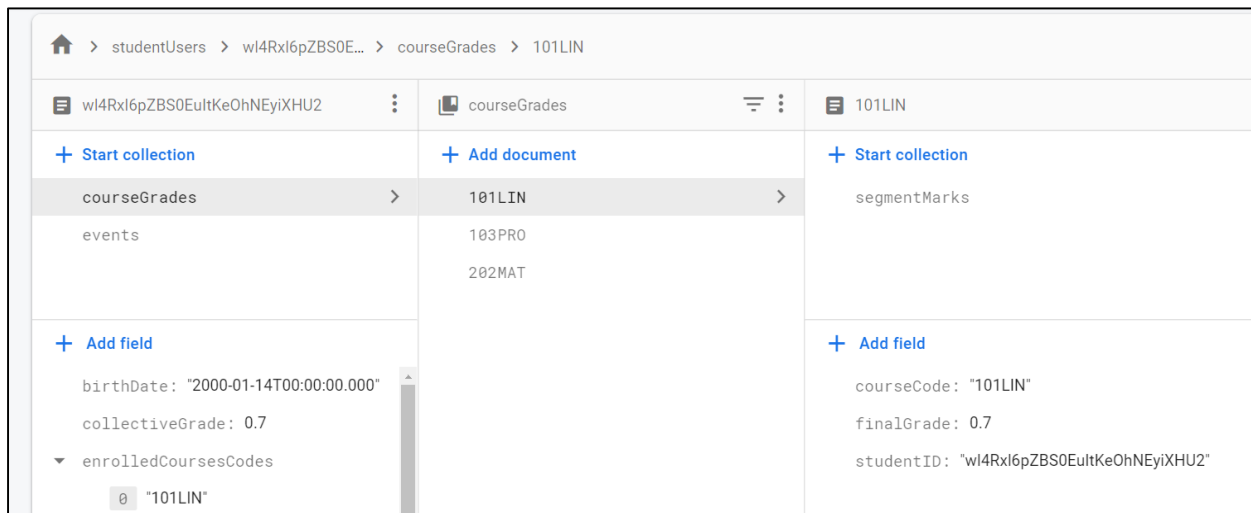 studentUsers > wl4Rxl6pZBS0E... > courseGrades > 101LIN
wl4Rxl6pZBS0EultKeOhNEyiXHU2
+ Start collection
courseGrades >
events
+ Add field
birthDate: "2000-01-14T00:00:00.000"
collectiveGrade: 0.7
enrolledCoursesCodes
0 "101LIN"
courseGrades
+ Add document
101LIN >
103PRO
202MAT
101LIN
+ Start collection
segmentMarks
+ Add field
courseCode: "101LIN"
finalGrade: 0.7
studentID: "wl4Rxl6pZBS0EultKeOhNEyiXHU2"